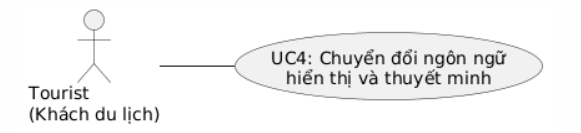 UC4: Chuyển đổi ngôn ngữ
hiển thị và thuyết minh
Tourist
(Khách du lịch)